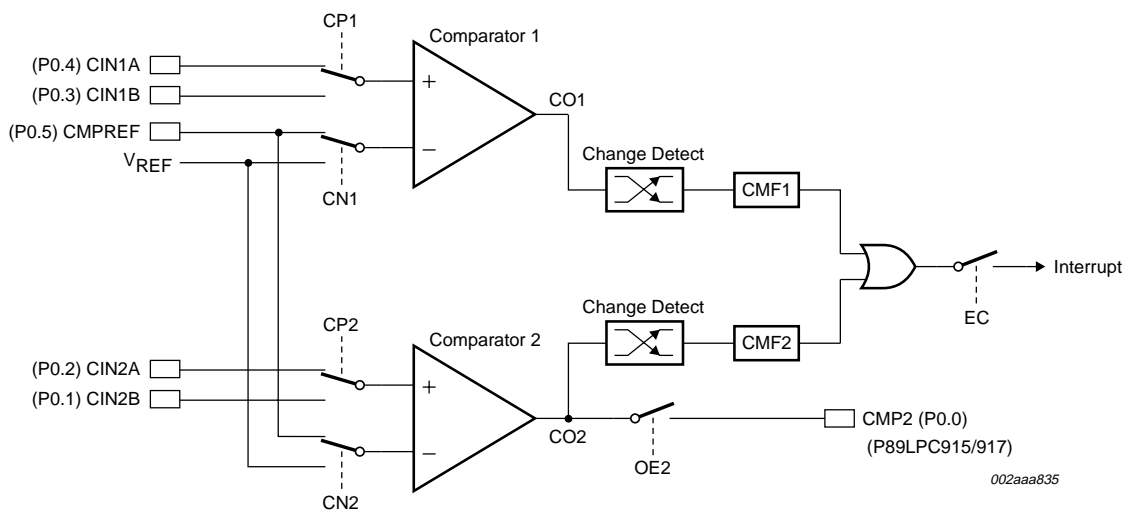 CP1
Comparator 1
(P0.4) CIN1A
(P0.3) CIN1B
+
CO1
(P0.5) CMPREF
−
Change Detect
VREF
CMF1
CN1
Interrupt
EC
CP2
Comparator 2
Change Detect
CMF2
(P0.2) CIN2A
(P0.1) CIN2B
+
CMP2 (P0.0)
CO2
(P89LPC915/917)
−
OE2
002aaa835
CN2